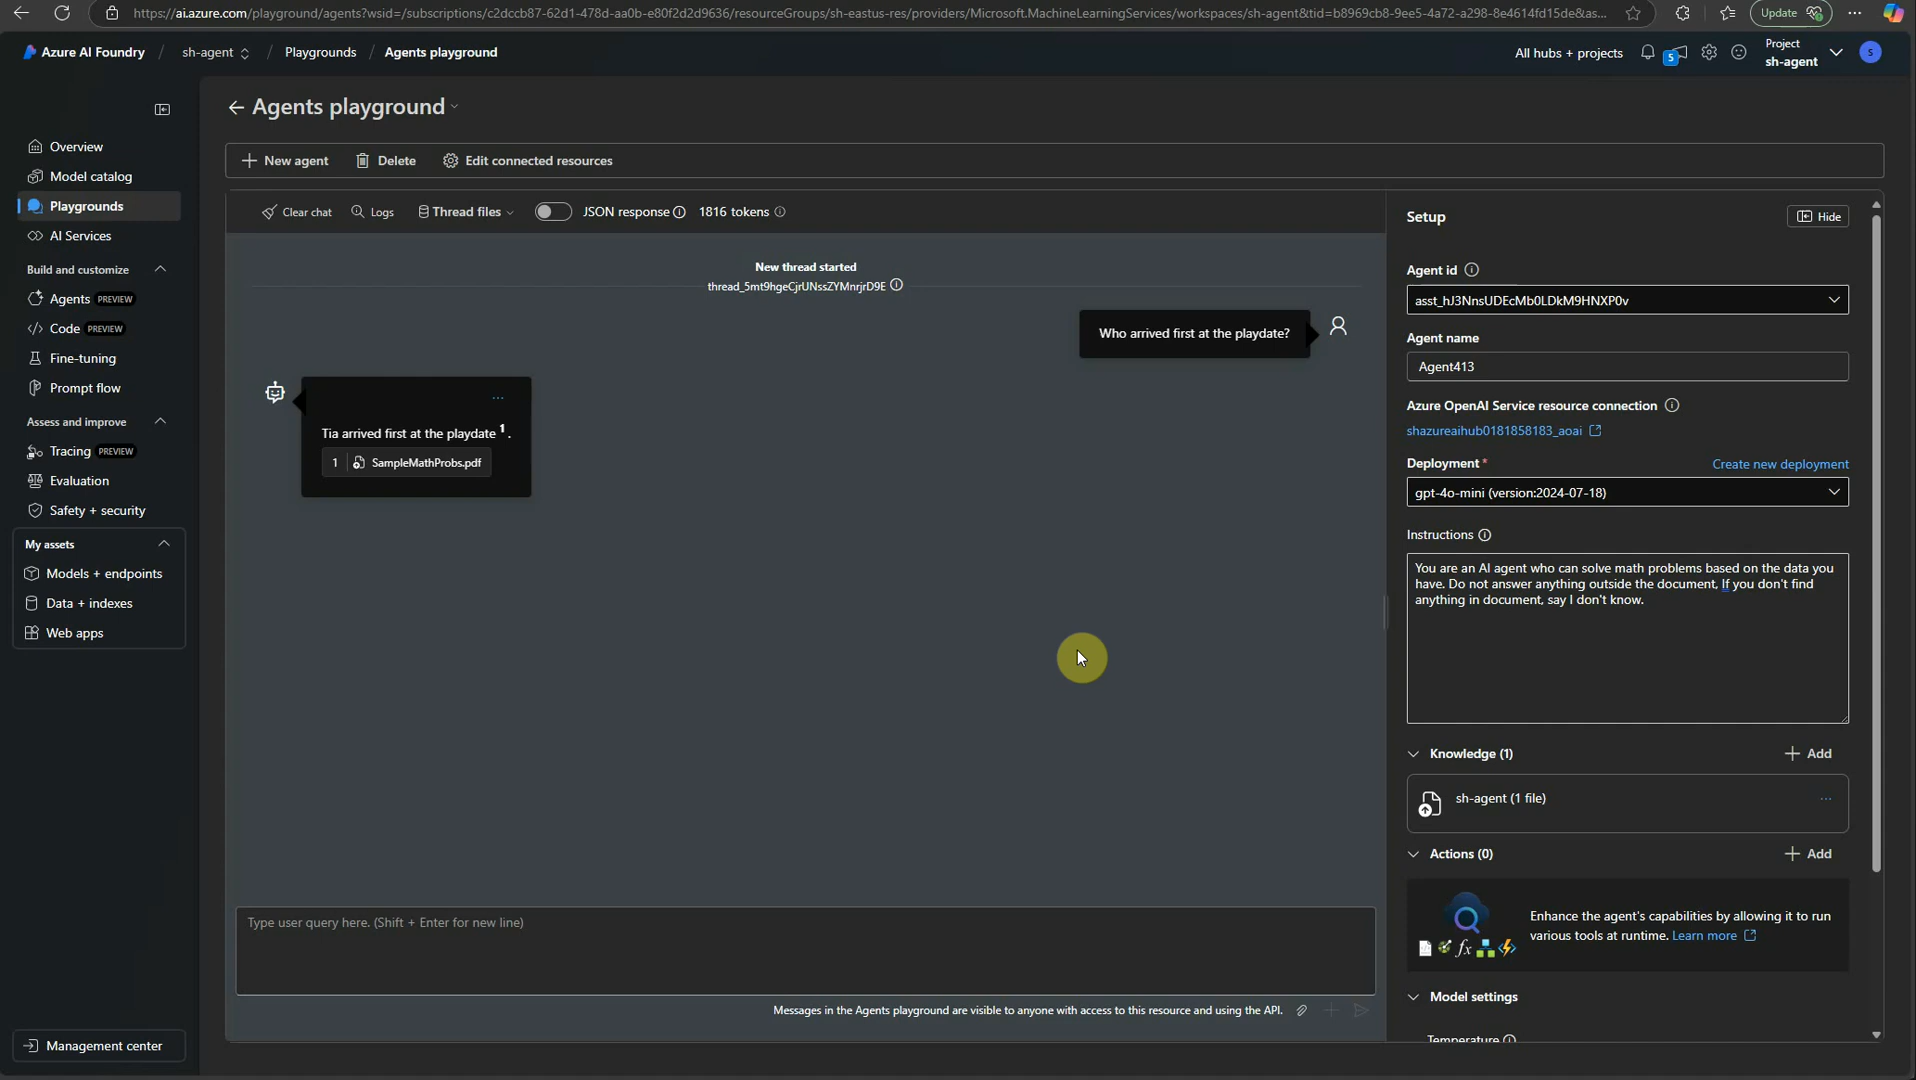 https://ai.azure.com/playground/agents?wsid=/subscriptions/c2dccb87-62d1-478d-aa0b-e80f2d2d9636/resourceGroups/sh-eastus-res/providers/Microsoft.MachineLearningServices/workspaces/sh-agent&tid=b8969cb8-9ee5-4a72-a298-8e4614fd15de&as...
Update
Azure AI Foundry / sh-agent / Playgrounds / Agents playground
All hubs + projects
5
Project
sh-agent
S
Agents playground
Overview
Model catalog
Playgrounds
AI Services
Build and customize
Agents PREVIEW
Code PREVIEW
Fine-tuning
Prompt flow
Assess and improve
Tracing PREVIEW
Evaluation
Safety + security
My assets
Models + endpoints
Data + indexes
Web apps
Management center
New agent
Delete
Edit connected resources
Clear chat
Logs
Thread files
JSON response
1816 tokens
New thread started
thread_5mt9hgeCjrUNssZYMnrjrD9E
Who arrived first at the playdate?
Tia arrived first at the playdate 1 .
1 SampleMathProbs.pdf
Type user query here. (Shift + Enter for new line)
Messages in the Agents playground are visible to anyone with access to this resource and using the API.
Setup
Hide
Agent id
asst_hJ3NnsUDEcMb0LDkM9HNXP0v
Agent name
Agent413
Azure OpenAI Service resource connection
shazureaihub0181858183_aoai
Deployment *
Create new deployment
gpt-4o-mini (version:2024-07-18)
Instructions
You are an AI agent who can solve math problems based on the data you
have. Do not answer anything outside the document, If you don't find
anything in document, say I don't know.
Knowledge (1)
Add
sh-agent (1 file)
Actions (0)
Add
fx
Enhance the agent's capabilities by allowing it to run
various tools at runtime. Learn more
Model settings
Temperature